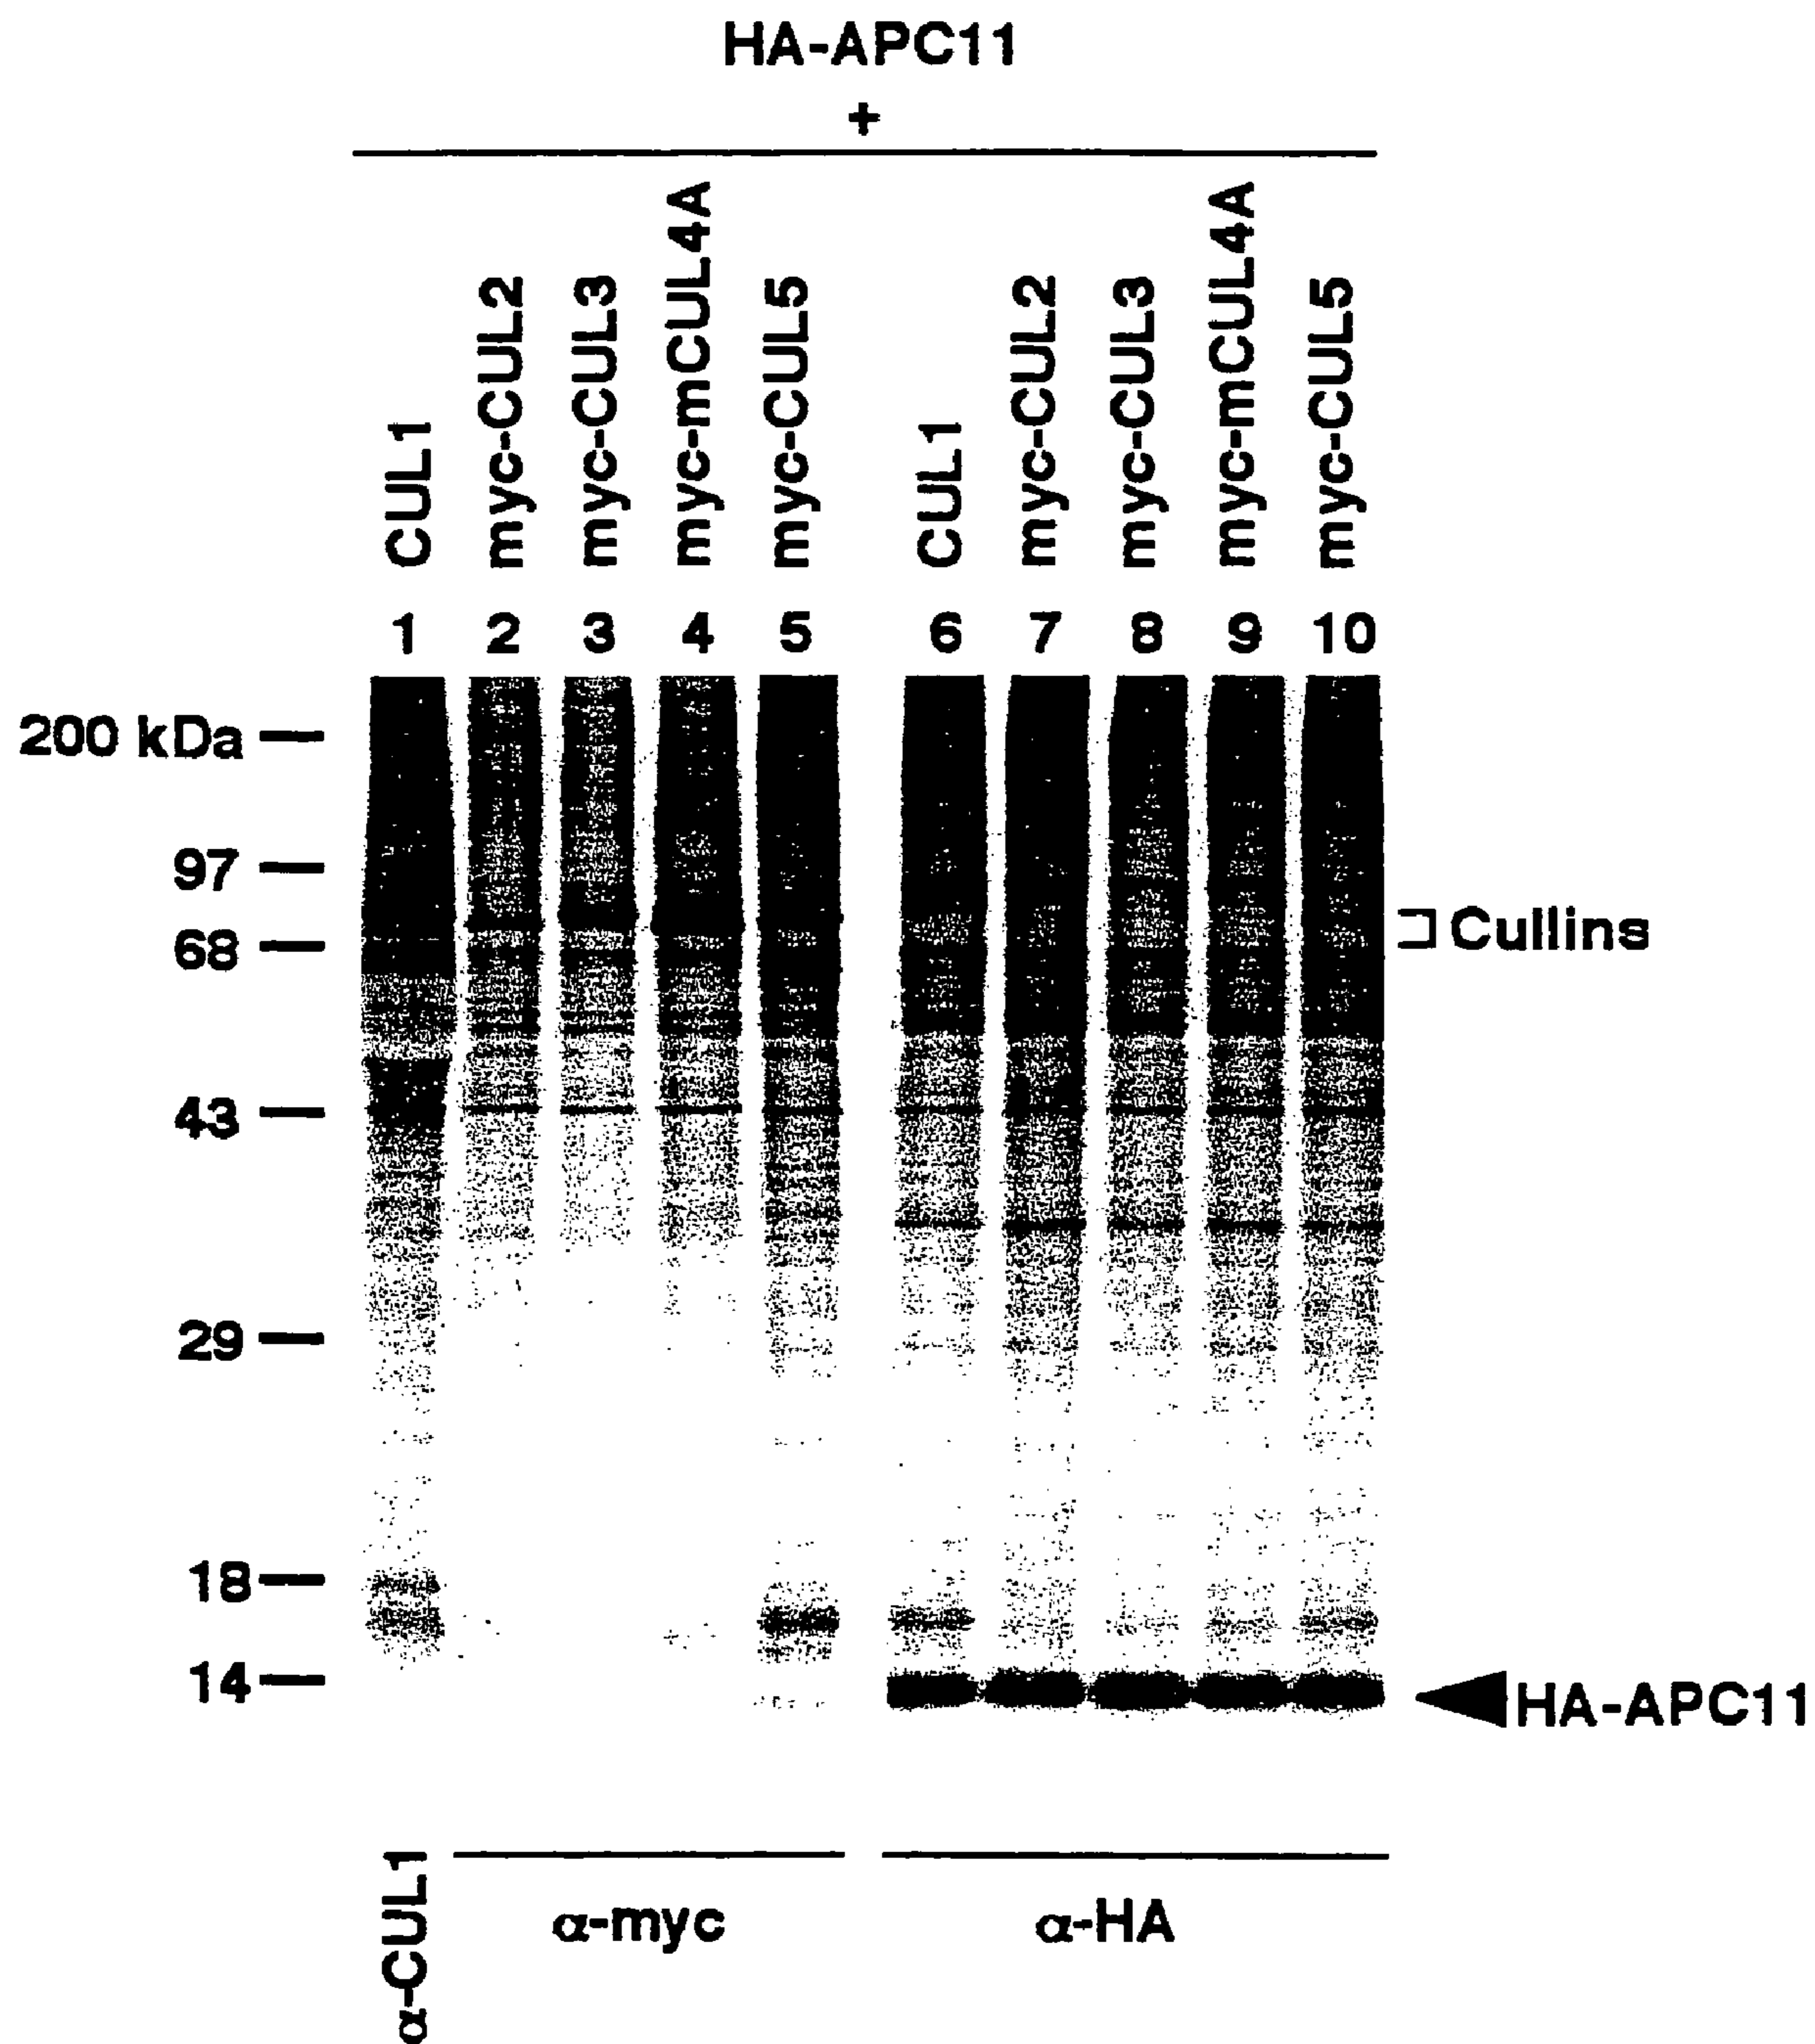 HA-APC11
+
CUL1
myc-CUL2
myc-CUL3
myc-mCUL4A
myc-CUL5
CUL1
myc-CUL2
myc-CUL3
myc-mCUL4A
myc-CUL5
1 2 3 4 5 6 7 8 9 10
200 kDa
97
Cullins
68
43
29
18
14
HA-APC11
α-CUL1
α-myc
α-HA